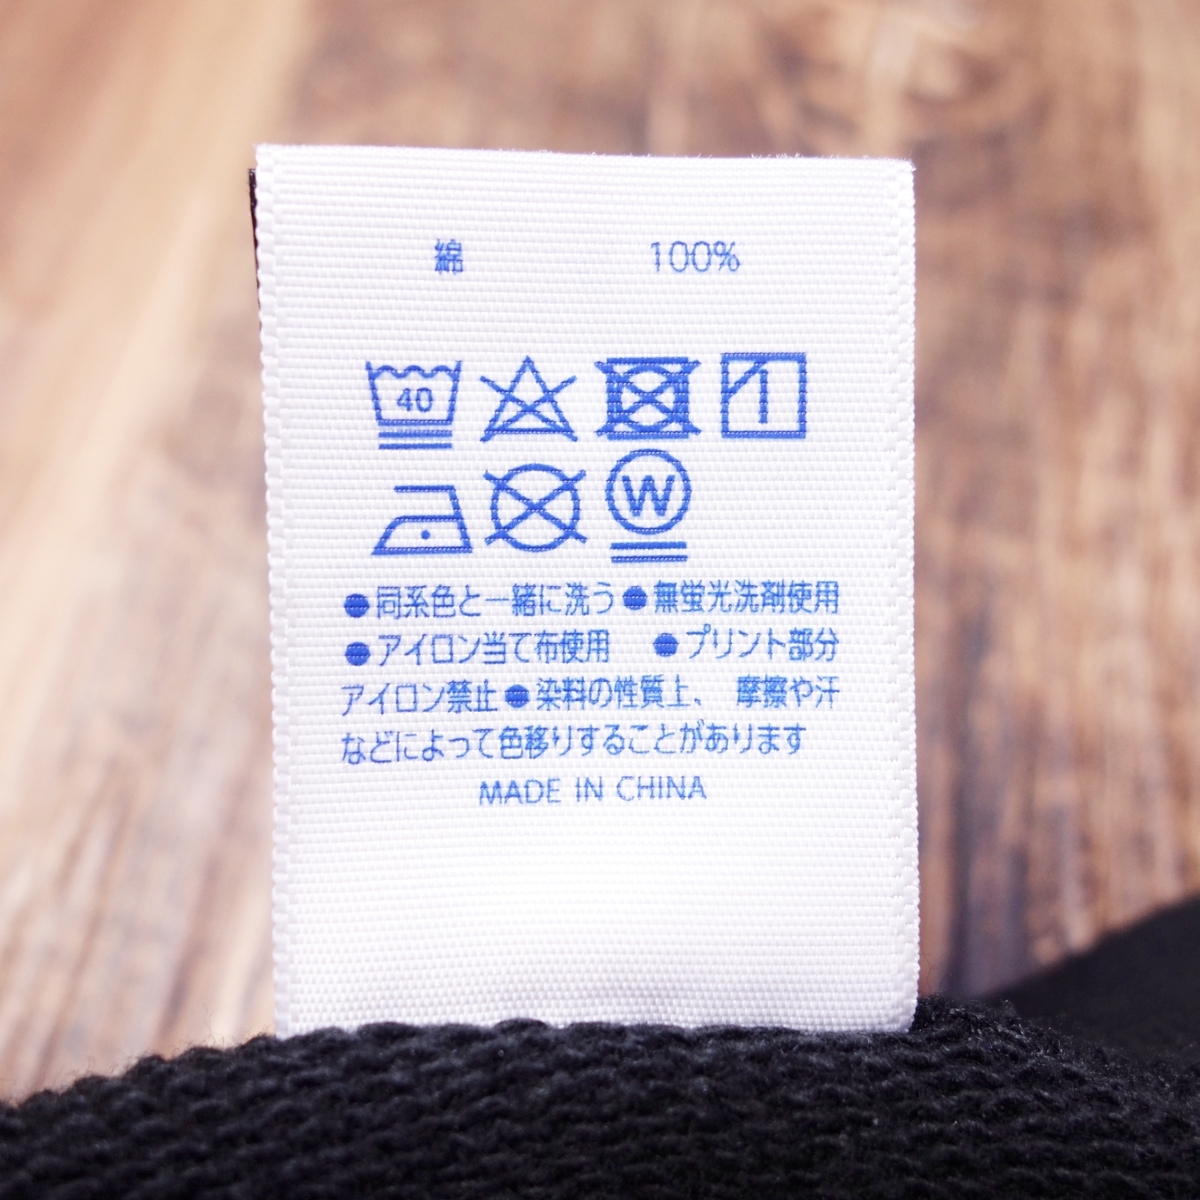 綿 100%
40
W
●同系色と一緒に洗う●無蛍光洗剤使用
●アイロン当て布使用 ●プリント部分
アイロン禁止●染料の性質上、摩擦や汗
などによって色移りすることがあります
MADE IN CHINA